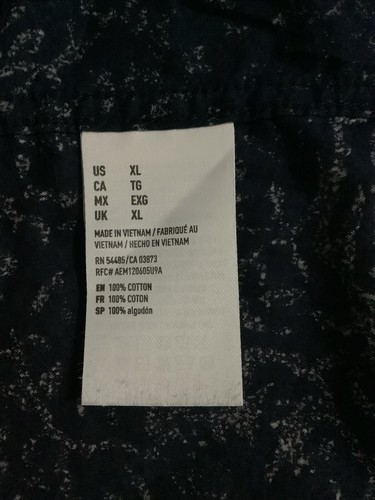 US XL
CA TG
MX EXG
UK XL
MADE IN VIETNAM / FABRIQUÉ AU
VIETNAM / HECHO EN VIETNAM
RN 54485/CA 03873
RFC# AEM120605U9A
EN 100% COTTON
FR 100% COTON
SP 100% algodón